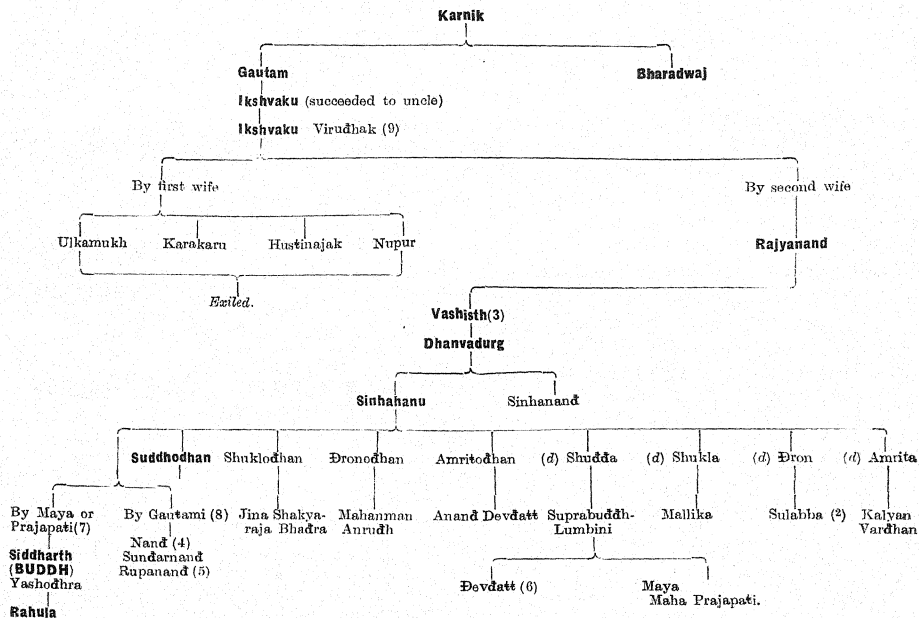 Karnik
Gautam Bharadwaj
Ikshvaku (succeeded to uncle)
Ikshvaku Virudhak (9)
By first wife By second wife
Ulkamukh Karakaru Hustinajak Nupur Rajyanand
Exiled.
Vashisth(3)
Dhanvadurg
Sinhahanu Sinhanand
Suddhodhan Shuklodhan Dronodhan Amritodhan (d) Shudda (d) Shukla (d) Dron (d) Amrita
By Maya or By Gautami (8) Jina Shakya- Mahanman Anand Devdatt Suprabuddh- Mallika Sulabba (2) Kalyan
Prajapati(7) raja Bhadra Anrudh Lumbini Vardhan
Nand (4)
Siddharth Sundarnand
(BUDDH) Rupanand (5)
Yashodhra Devdatt (6) Maya
Maha Prajapati.
Rahula